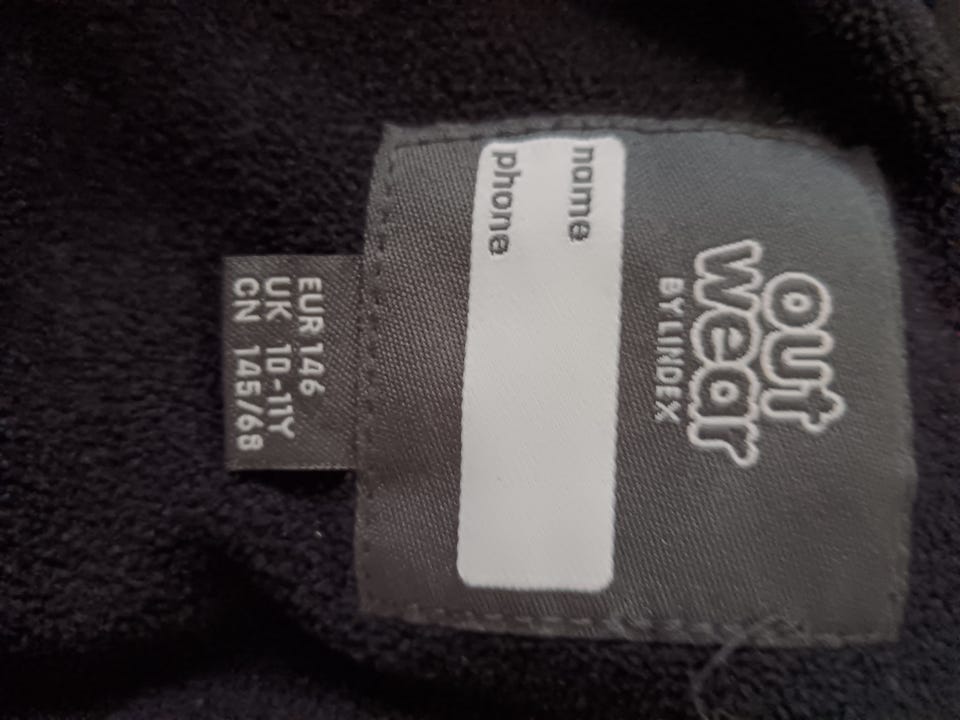 out
wear
BY LINDEX
name
phone
EUR 146
UK 10-11Y
CN 145/68